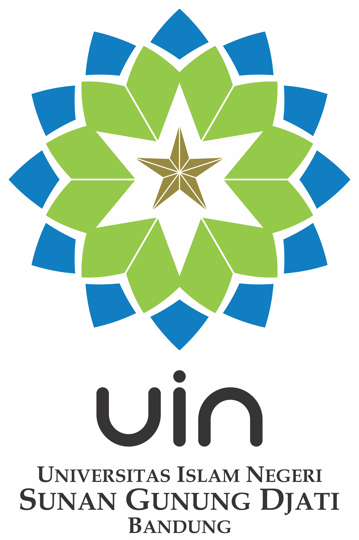 uin
UNIVERSITAS ISLAM NEGERI
SUNAN GUNUNG DJATI
BANDUNG